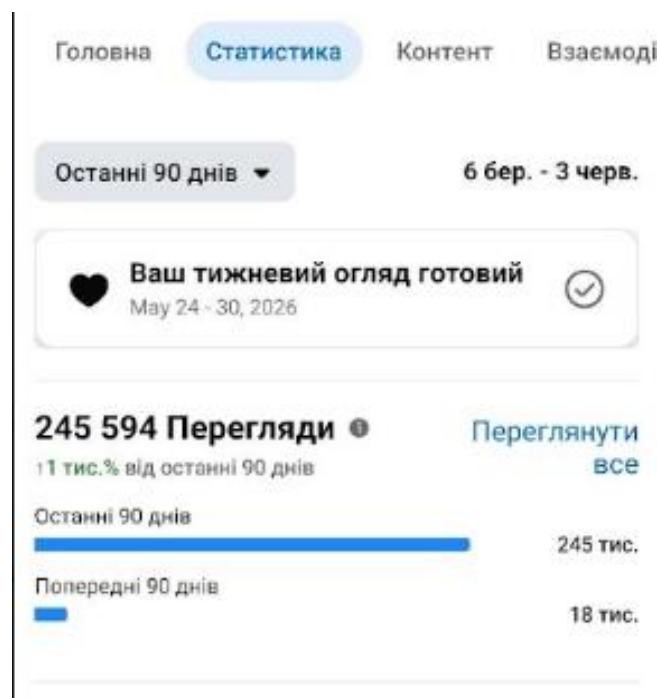 Головна Статистика Контент Взаємоді
Останні 90 днів 6 бер. - 3 черв.
Ваш тижневий огляд готовий
May 24 - 30, 2026
245 594 Перегляди Переглянути
все
↑1 тис.% від останні 90 днів
Останні 90 днів
245 тис.
Попередні 90 днів
18 тис.